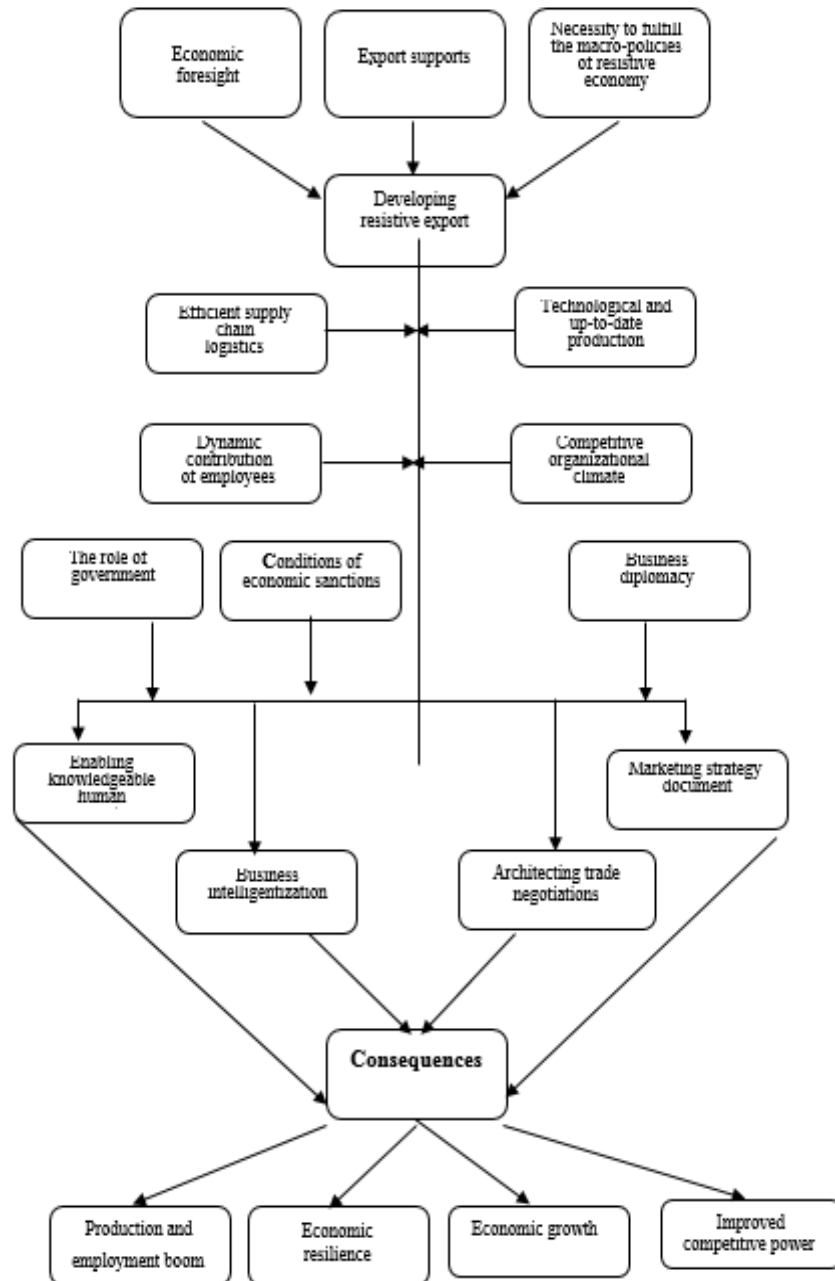 Economic
foresight
Export supports
Necessity to fulfill
the macro-policies
of resistive
economy
Developing
resistive export
Efficient supply
chain
logistics
Technological and
up-to-date
production
Dynamic
contribution
of employees
Competitive
organizational
climate
The role of
government
Conditions of
economic sanctions
Business
diplomacy
Enabling
knowledgeable
human
Marketing strategy
document
Business
intelligentization
Architecting trade
negotiations
Consequences
Production and
employment boom
Economic
resilience
Economic growth
Improved
competitive power